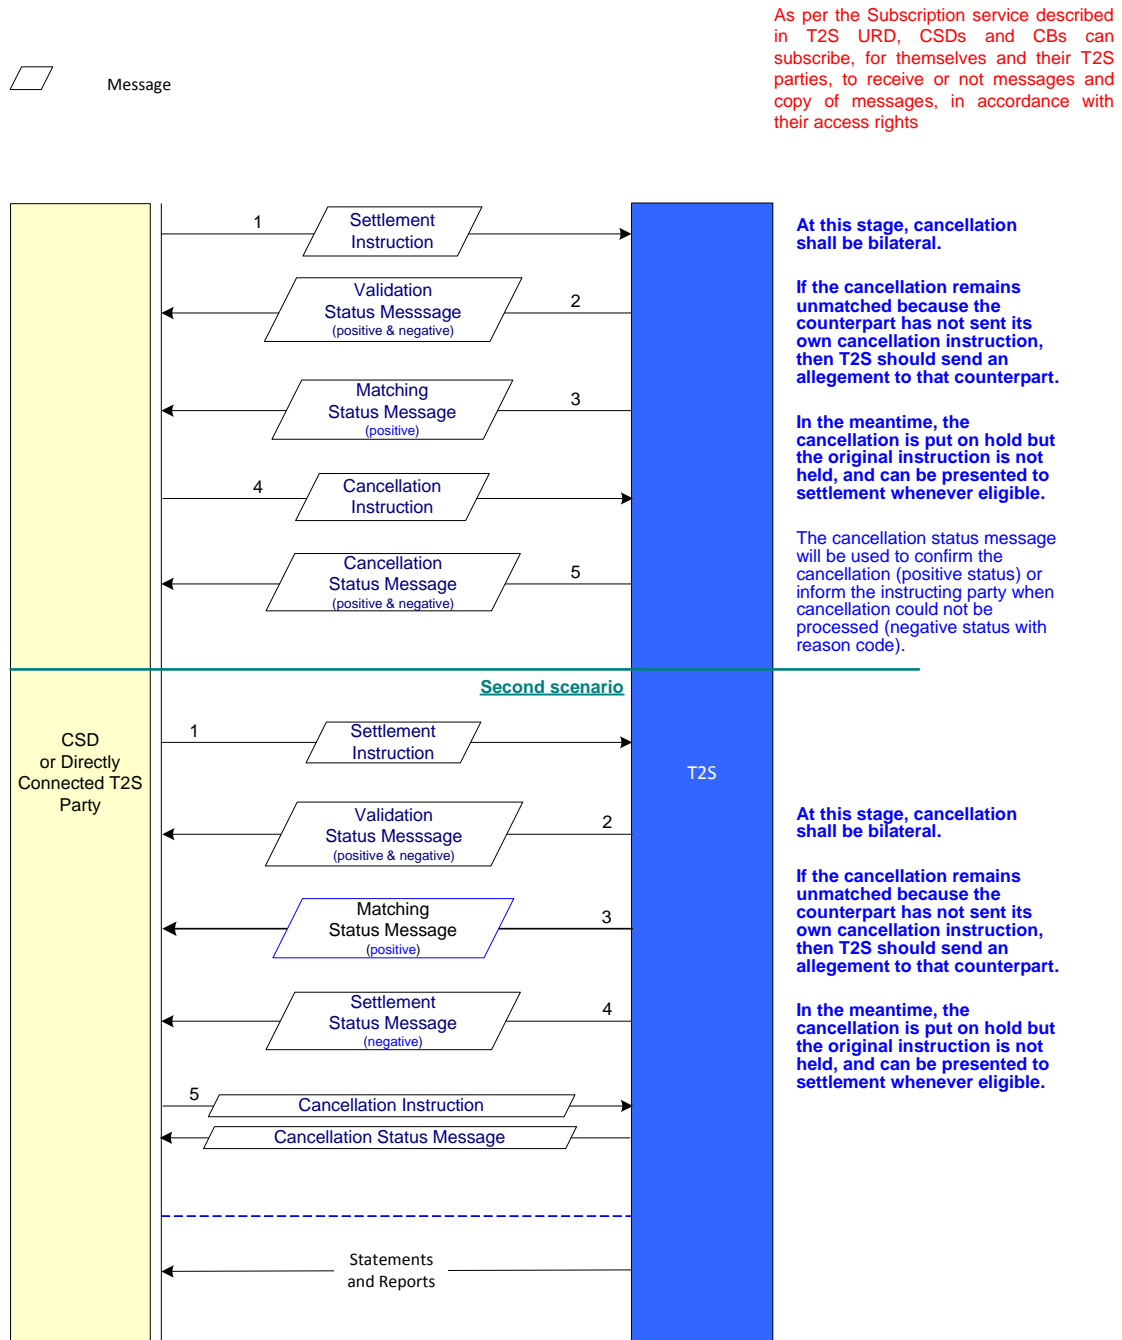 As per the Subscription service described
in T2S URD, CSDs and CBs can
subscribe, for themselves and their T2S
parties, to receive or not messages and
copy of messages, in accordance with
their access rights
Message
1
Settlement
Instruction
At this stage, cancellation
shall be bilateral.
Validation
Status Messsage
(positive & negative)
2
If the cancellation remains
unmatched because the
counterpart has not sent its
own cancellation instruction,
then T2S should send an
allegement to that counterpart.
Matching
Status Message
(positive)
3
In the meantime, the
cancellation is put on hold but
the original instruction is not
held, and can be presented to
settlement whenever eligible.
4
Cancellation
Instruction
Cancellation
Status Message
(positive & negative)
5
The cancellation status message
will be used to confirm the
cancellation (positive status) or
inform the instructing party when
cancellation could not be
processed (negative status with
reason code).
Second scenario
CSD
or Directly
Connected T2S
Party
T2S
1
Settlement
Instruction
Validation
Status Messsage
(positive & negative)
2
At this stage, cancellation
shall be bilateral.
Matching
Status Message
(positive)
3
If the cancellation remains
unmatched because the
counterpart has not sent its
own cancellation instruction,
then T2S should send an
allegement to that counterpart.
Settlement
Status Message
(negative)
4
In the meantime, the
cancellation is put on hold but
the original instruction is not
held, and can be presented to
settlement whenever eligible.
5
Cancellation Instruction
Cancellation Status Message
Statements
and Reports